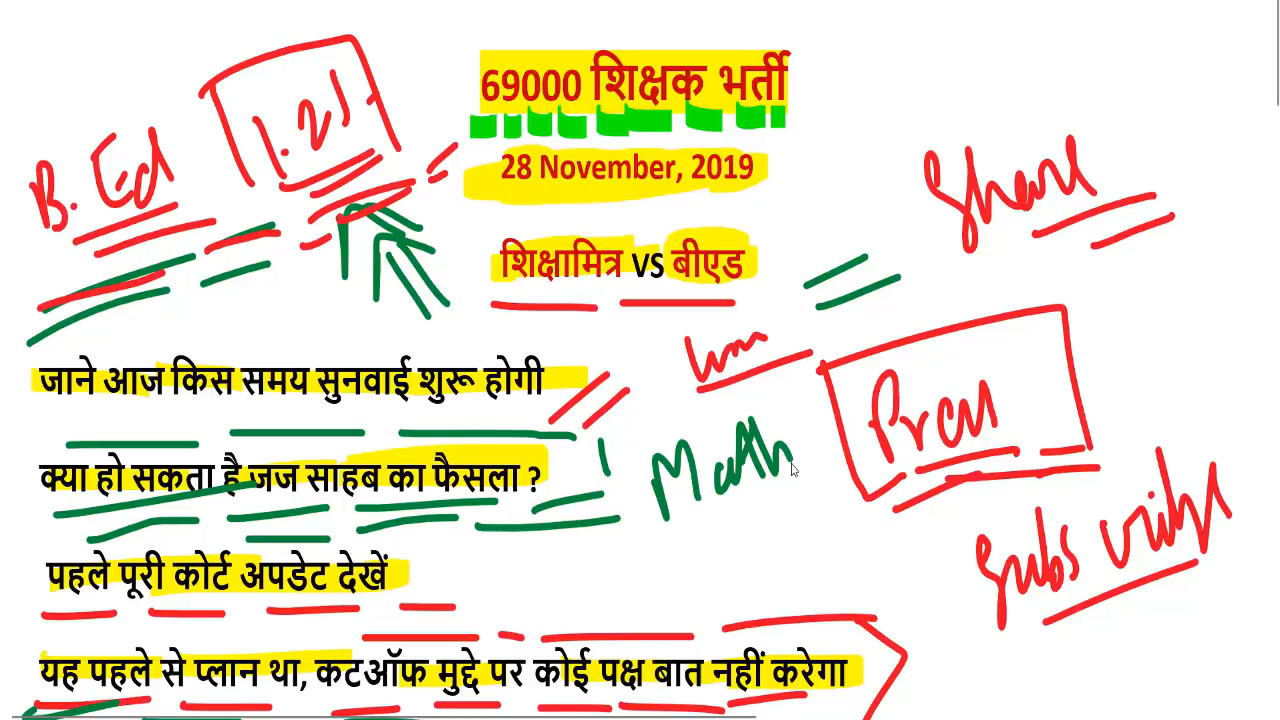 69000 शिक्षक भर्ती
28 November, 2019
शिक्षामित्र VS बीएड
B. Ed
Share
जाने आज किस समय सुनवाई शुरू होगी
क्या हो सकता है जज साहब का फैसला ?
Math
पहले पूरी कोर्ट अपडेट देखें
यह पहले से प्लान था, कटऑफ मुद्दे पर कोई पक्ष बात नहीं करेगा